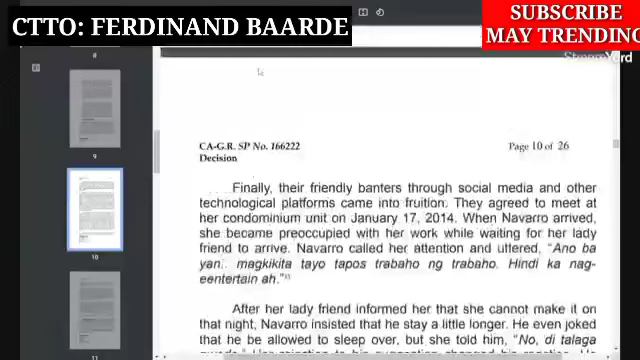 CTTO: FERDINAND BAARDE
SUBSCRIBE
MAY TRENDING
StreamYard
8
9
10
11
CA-G.R. SP No. 166222
Page 10 of 26
Decision
Finally, their friendly banters through social media and other
technological platforms came into fruition. They agreed to meet at
her condominium unit on January 17, 2014. When Navarro arrived,
she became preoccupied with her work while waiting for her lady
friend to arrive. Navarro called her attention and uttered, “Ano ba
yan.. magkikita tayo tapos trabaho ng trabaho. Hindi ka nag-
eentertain ah.”
After her lady friend informed her that she cannot make it on
that night, Navarro insisted that he stay a little longer. He even joked
that he be allowed to sleep over, but she told him, “No, di talaga